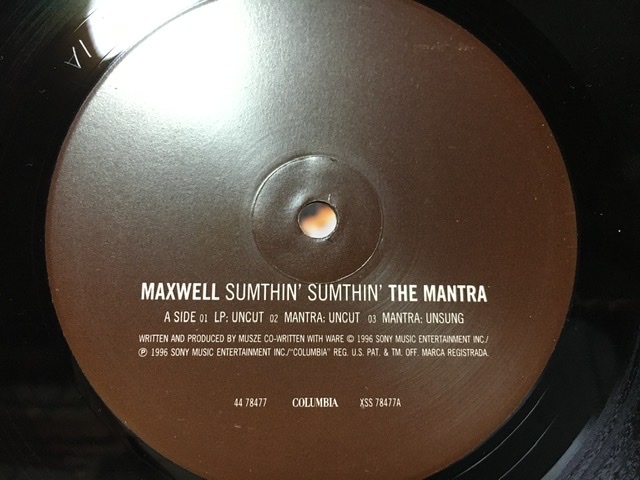 MAXWELL SUMTHIN' SUMTHIN' THE MANTRA
A SIDE 01 LP: UNCUT 02 MANTRA: UNCUT 03 MANTRA: UNSUNG
WRITTEN AND PRODUCED BY MUSZE CO-WRITTEN WITH WARE © 1996 SONY MUSIC ENTERTAINMENT INC./
℗ 1996 SONY MUSIC ENTERTAINMENT INC./"COLUMBIA" REG. U.S. PAT. & TM. OFF. MARCA REGISTRADA.
44 78477 COLUMBIA XSS 78477A